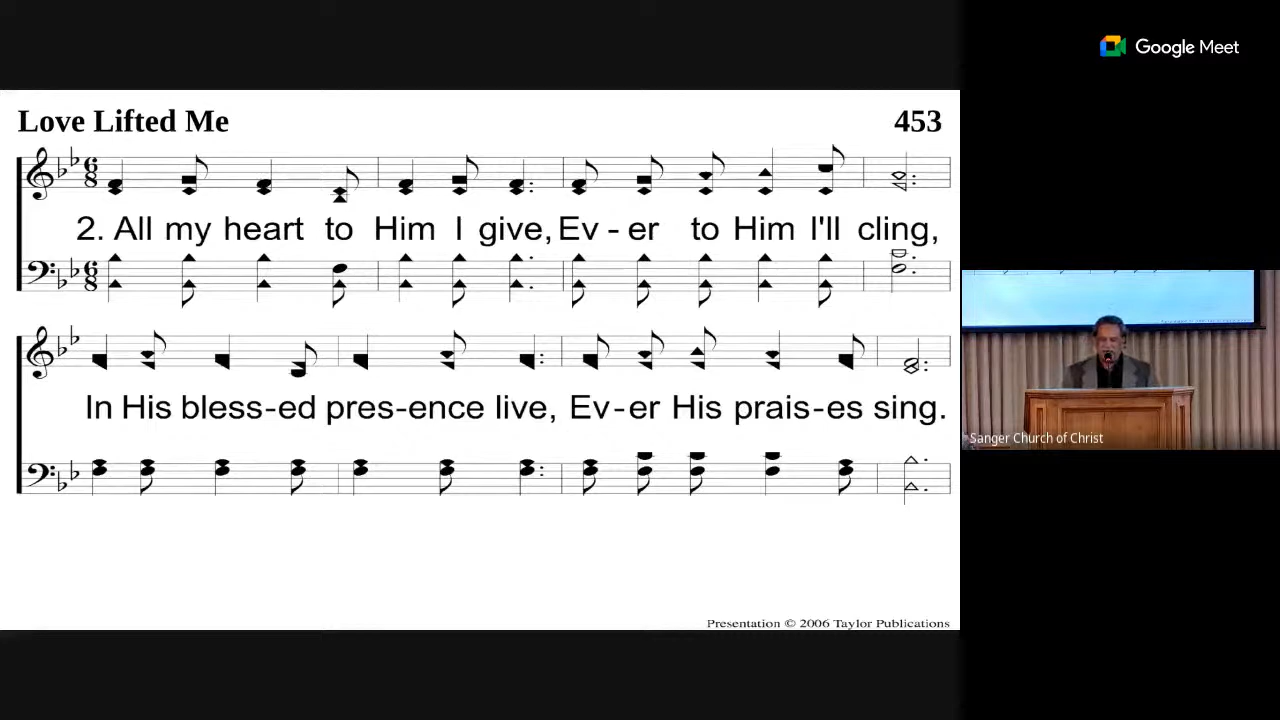 Google Meet
Love Lifted Me 453
2. All my heart to Him I give, Ev - er to Him I'll cling,
In His bless-ed pres-ence live, Ev-er His prais-es sing.
Sanger Church of Christ
Presentation © 2006 Taylor Publications